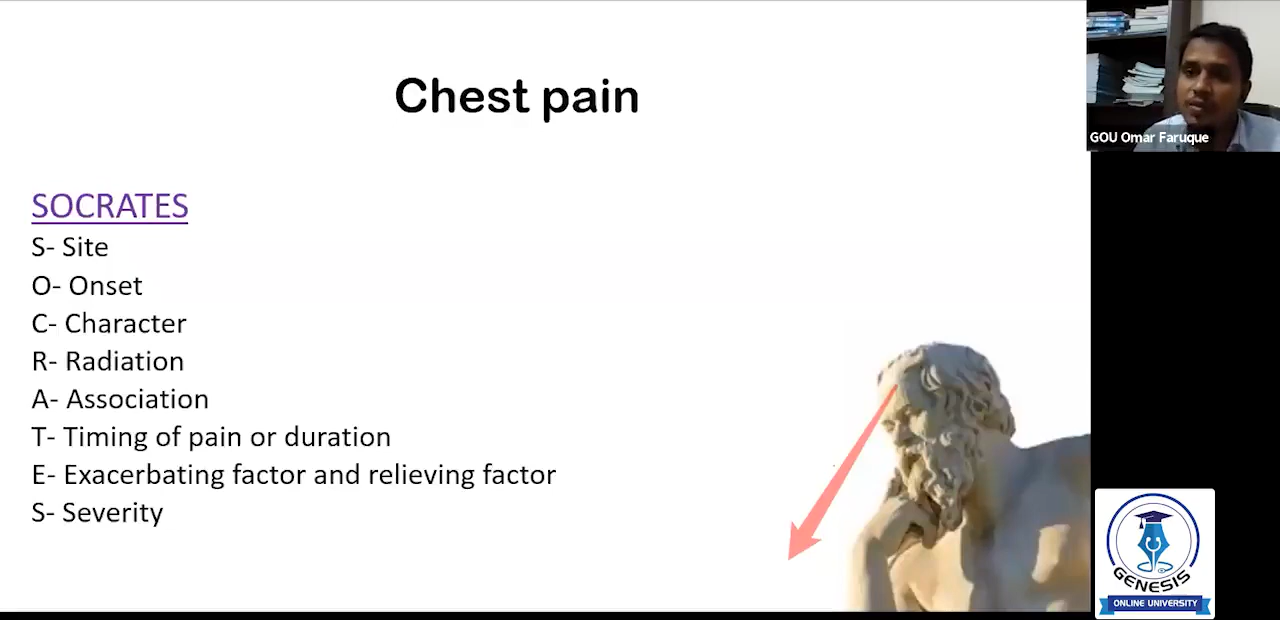 Chest pain
SOCRATES
S- Site
O- Onset
C- Character
R- Radiation
A- Association
T- Timing of pain or duration
E- Exacerbating factor and relieving factor
S- Severity
GOU Omar Faruque
GENESIS
ONLINE UNIVERSITY